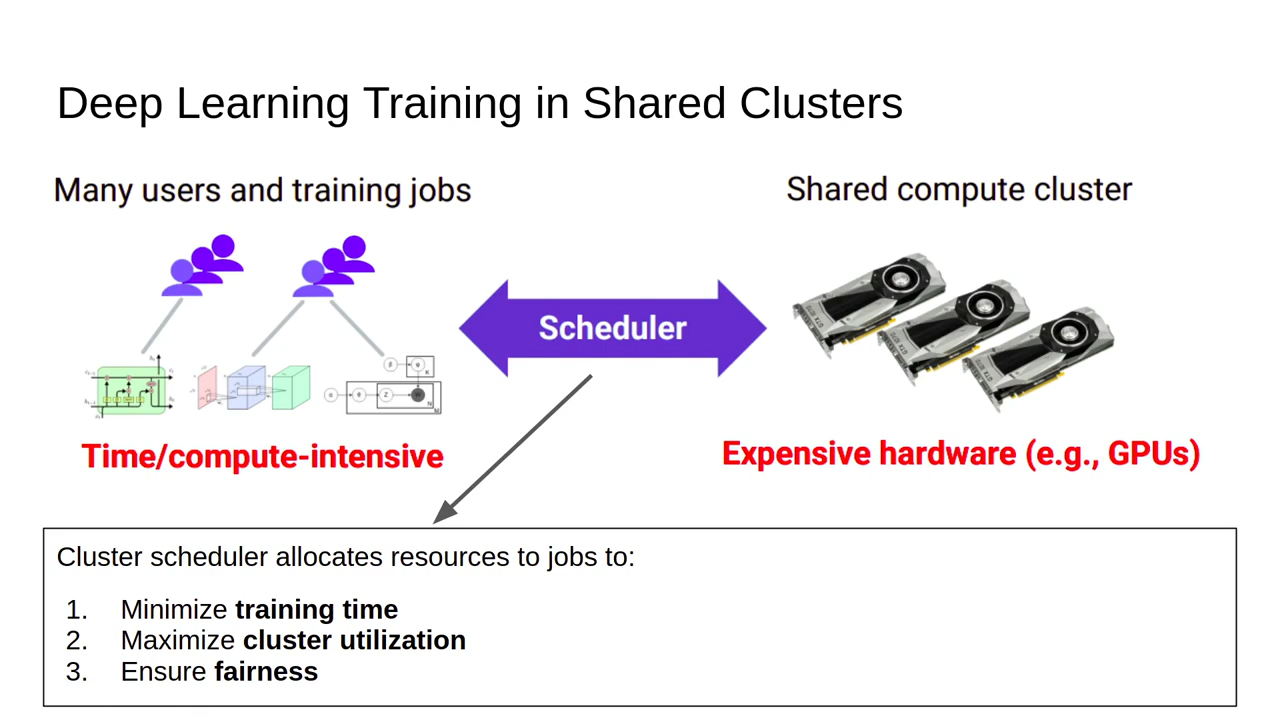 Deep Learning Training in Shared Clusters
Many users and training jobs
Shared compute cluster
Scheduler
Time/compute-intensive
Expensive hardware (e.g., GPUs)
Cluster scheduler allocates resources to jobs to:
1. Minimize training time
2. Maximize cluster utilization
3. Ensure fairness